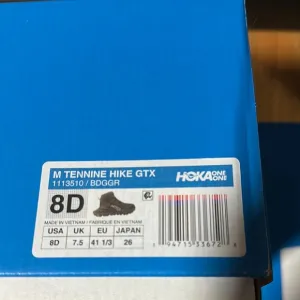 M TENNINE HIKE GTX
1113510 / BDGGR
HOKA ONE ONE
8D
MADE IN VIETNAM / FABRIQUÉ EN VIETNAM
USA UK EU JAPAN
8D 7.5 41 1/3 26